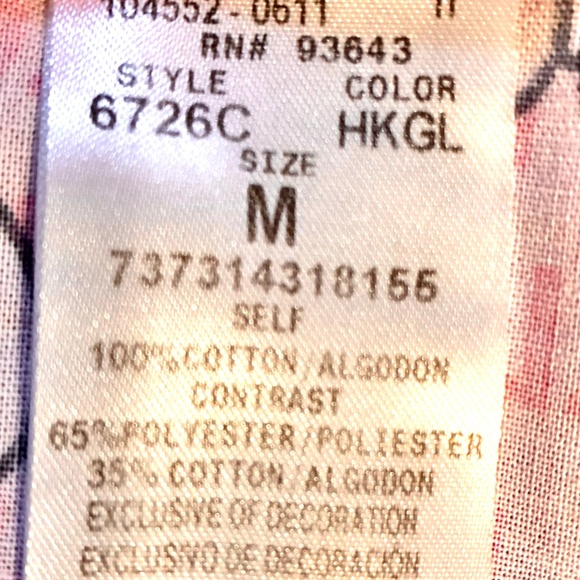 104552-0611
RN# 93643
STYLE COLOR
6726C HKGL
SIZE
M
737314318155
SELF
100% COTTON/ALGODON
CONTRAST
65% POLYESTER/POLIESTER
35% COTTON/ALGODON
EXCLUSIVE OF DECORATION
EXCLUSIVO DE DECORACIÓN